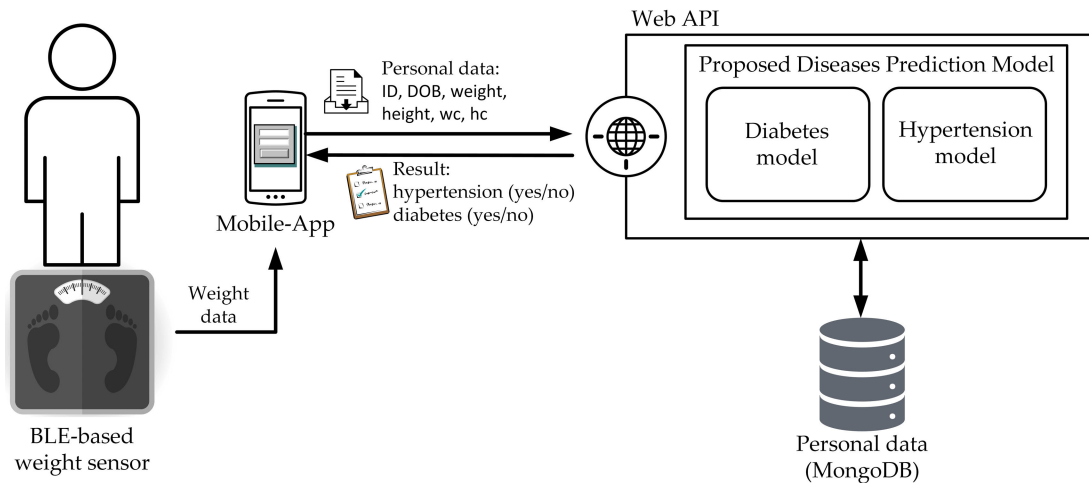 Web API
Personal data:
ID, DOB, weight,
height, wc, hc
Proposed Diseases Prediction Model
Diabetes
model
Hypertension
model
Result:
hypertension (yes/no)
diabetes (yes/no)
Mobile-App
Weight
data
BLE-based
weight sensor
Personal data
(MongoDB)